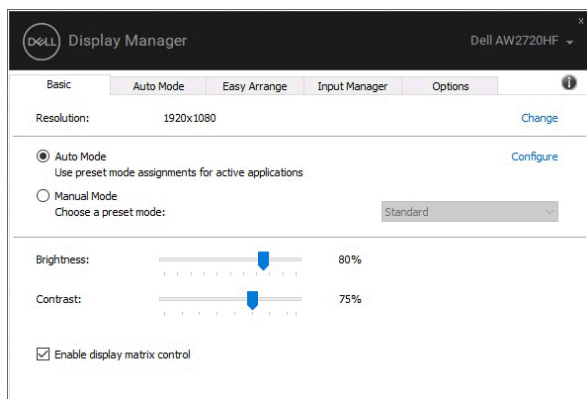 DELL Display Manager
Dell AW2720HF
x
Basic Auto Mode Easy Arrange Input Manager Options
Resolution: 1920x1080 Change
Auto Mode Configure
Use preset mode assignments for active applications
Manual Mode
Choose a preset mode: Standard
Brightness: 80%
Contrast: 75%
Enable display matrix control